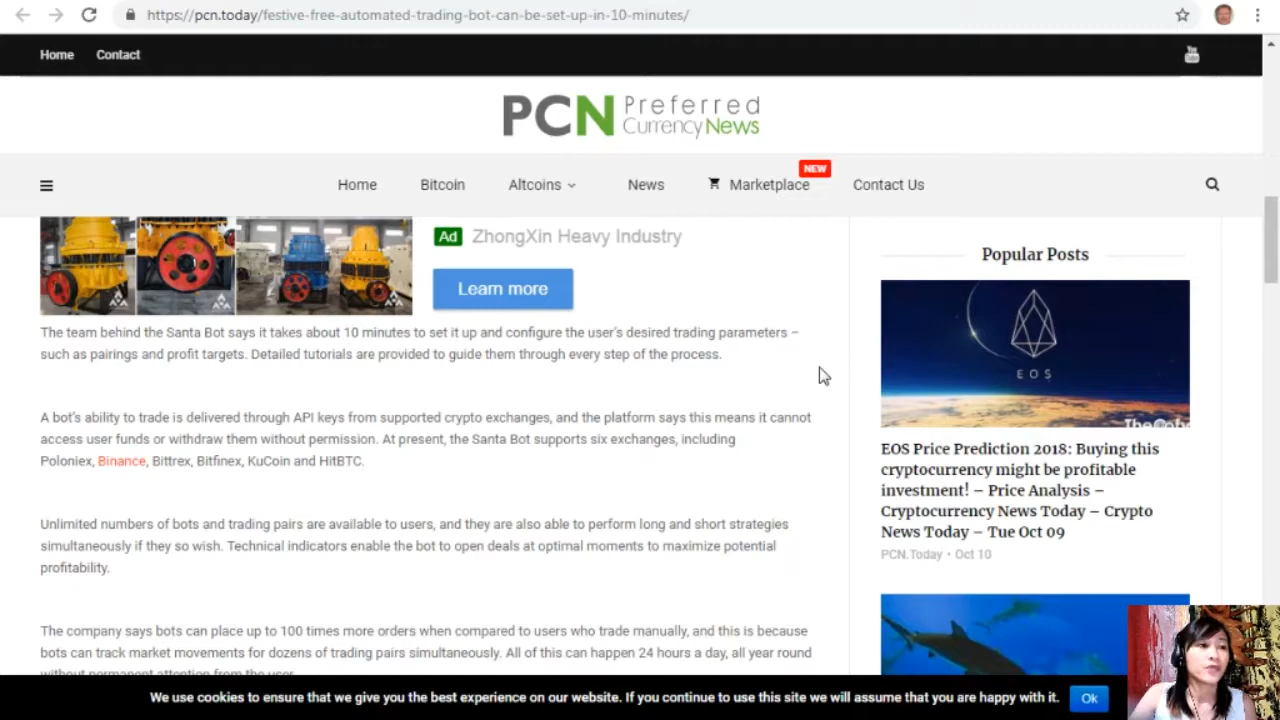 https://pcn.today/festive-free-automated-trading-bot-can-be-set-up-in-10-minutes/
Home Contact
You
PCN Preferred
Currency News
Home Bitcoin Altcoins News Marketplace NEW Contact Us
Ad ZhongXin Heavy Industry
Learn more
The team behind the Santa Bot says it takes about 10 minutes to set it up and configure the user's desired trading parameters –
such as pairings and profit targets. Detailed tutorials are provided to guide them through every step of the process.
A bot's ability to trade is delivered through API keys from supported crypto exchanges, and the platform says this means it cannot
access user funds or withdraw them without permission. At present, the Santa Bot supports six exchanges, including
Poloniex, Binance, Bittrex, Bitfinex, KuCoin and HitBTC.
Unlimited numbers of bots and trading pairs are available to users, and they are also able to perform long and short strategies
simultaneously if they so wish. Technical indicators enable the bot to open deals at optimal moments to maximize potential
profitability.
The company says bots can place up to 100 times more orders when compared to users who trade manually, and this is because
bots can track market movements for dozens of trading pairs simultaneously. All of this can happen 24 hours a day, all year round
without permanent attention from the user.
Popular Posts
EOS
EOS Price Prediction 2018: Buying this
cryptocurrency might be profitable
investment! – Price Analysis –
Cryptocurrency News Today – Crypto
News Today – Tue Oct 09
PCN.Today • Oct 10
We use cookies to ensure that we give you the best experience on our website. If you continue to use this site we will assume that you are happy with it.
Ok